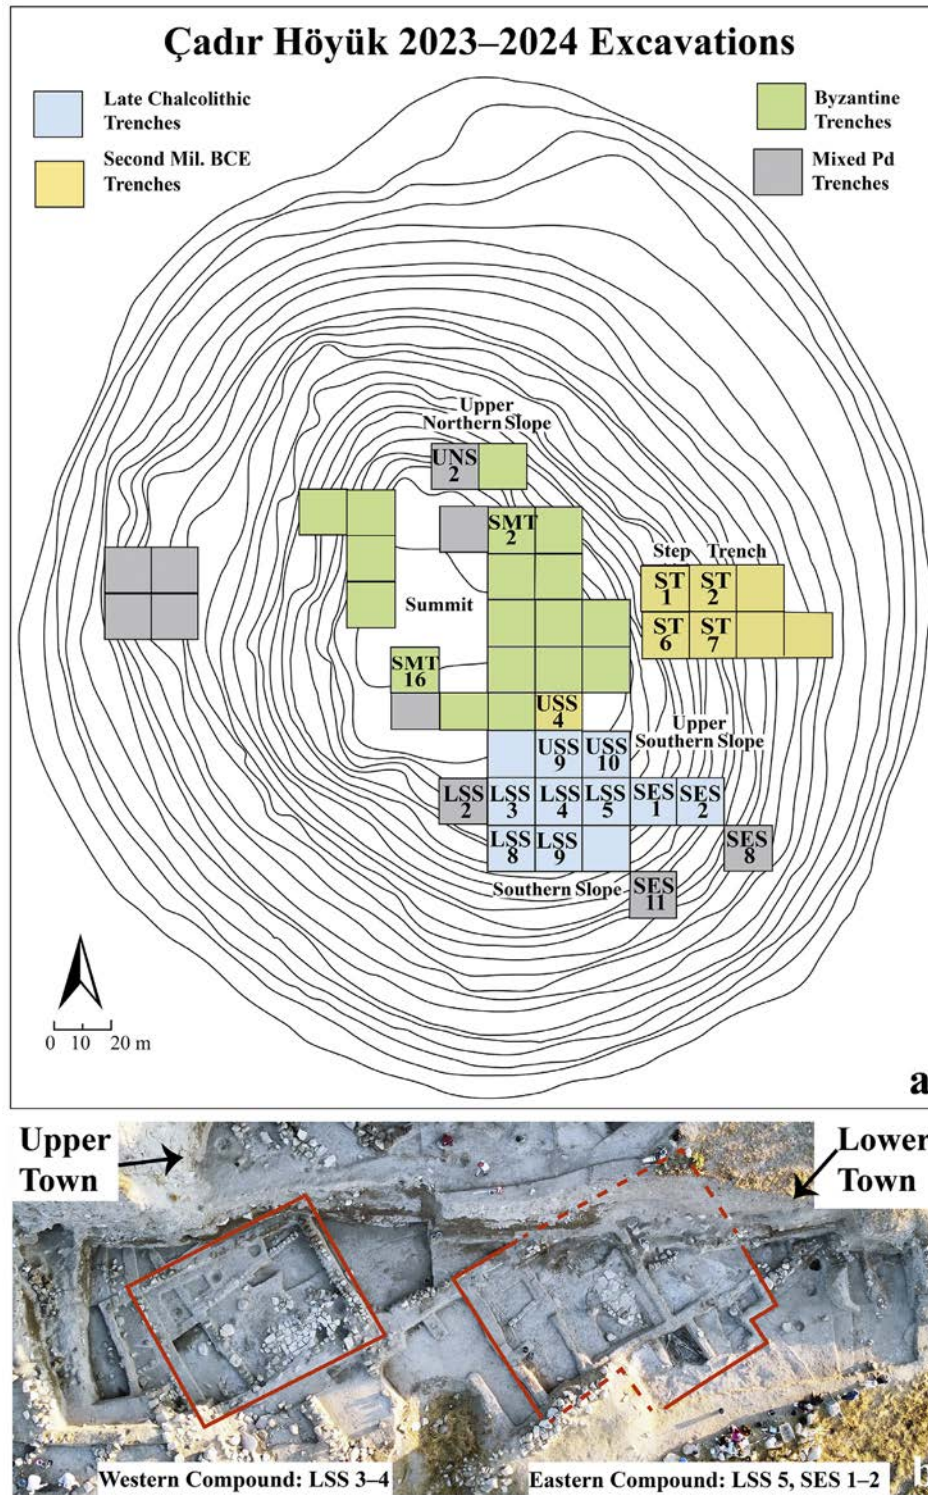 Çadır Höyük 2023–2024 Excavations
Late Chalcolithic
Trenches
Second Mil. BCE
Trenches
Byzantine
Trenches
Mixed Pd
Trenches
Upper
Northern Slope
UNS
2
SMT
2
Step Trench
ST
1
ST
2
Summit
ST
6
ST
7
SMT
16
USS
4
Upper
Southern Slope
USS
9
USS
10
LSS
2
LSS
3
LSS
4
LSS
5
SES
1
SES
2
LSS
8
LSS
9
SES
8
Southern Slope
SES
11
0 10 20 m
a
Upper
Town
Lower
Town
Western Compound: LSS 3–4
Eastern Compound: LSS 5, SES 1–2
b